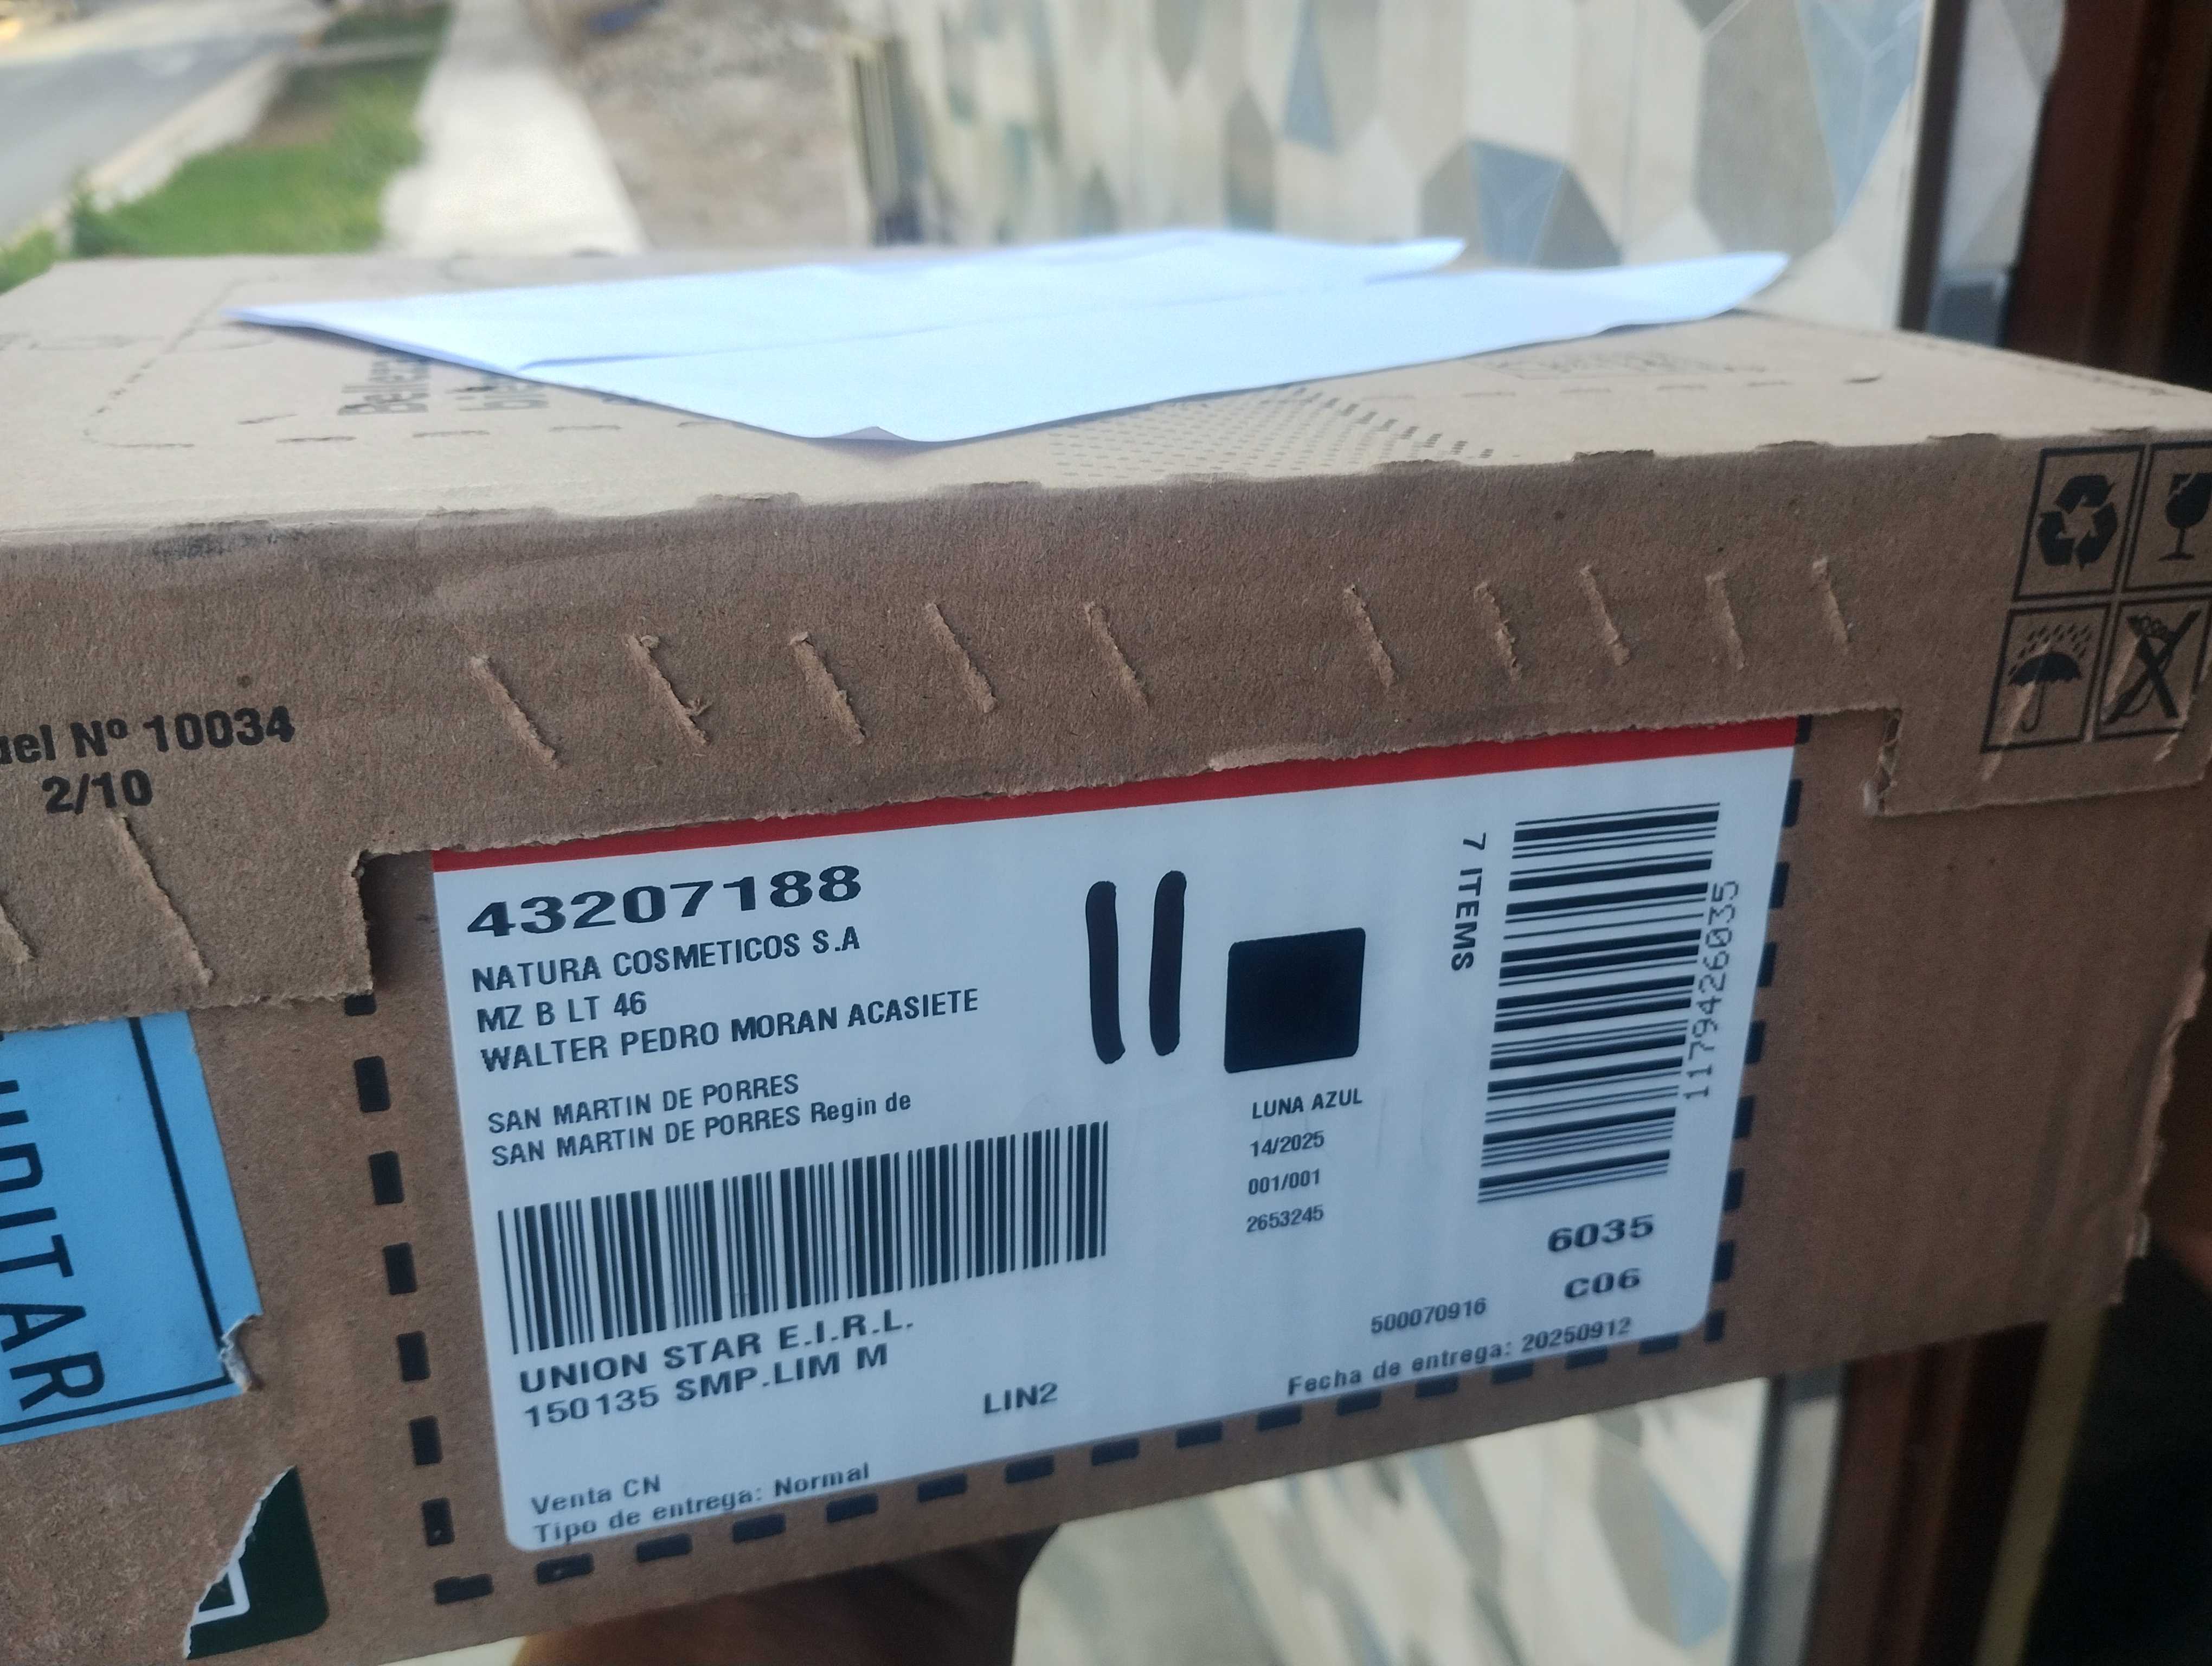 Nº 10034
2/10
43207188
NATURA COSMETICOS S.A
MZ B LT 46
WALTER PEDRO MORAN ACASIETE
SAN MARTIN DE PORRES
SAN MARTIN DE PORRES Regin de
UNION STAR E.I.R.L.
150135 SMP.LIM M
LIN2
Venta CN
Tipo de entrega: Normal
LUNA AZUL
14/2025
001/001
2653245
7 ITEMS
1179426035
6035
C06
500070916
Fecha de entrega: 20250912